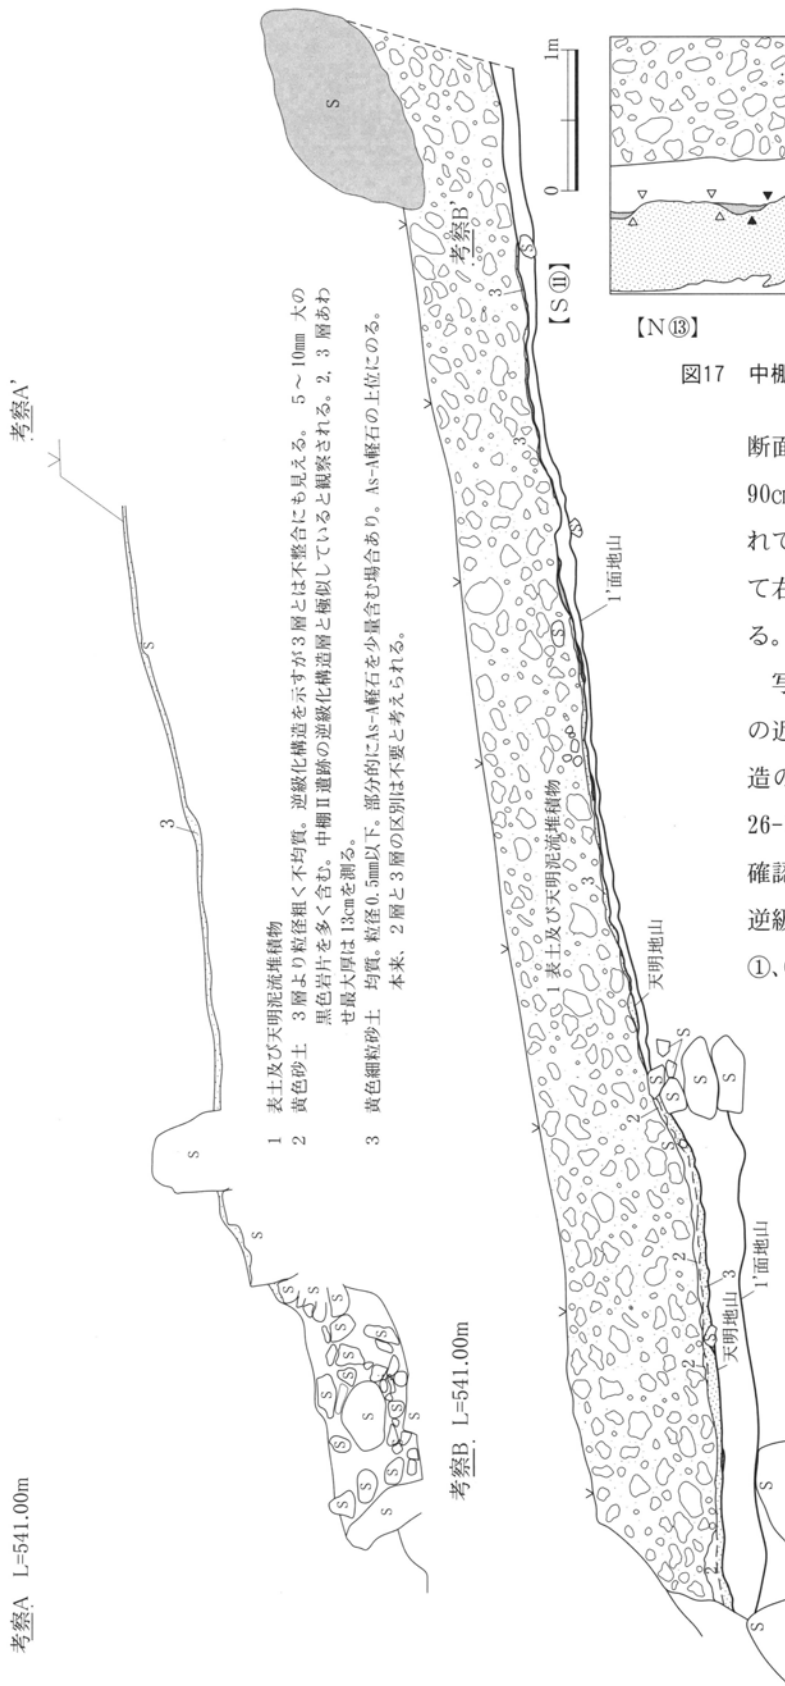 考察A L=541.00m
考察A'
3
S
S
S
1 表土及び天明泥流堆積物
2 黄色砂土 3層より粒径粗く不均質。逆級化構造を示すが3層とは不整合にも見える。 5～10mm 大の
黒色岩片を多く含む。中棚Ⅱ遺跡の逆級化構造層と極似していると観察される。2, 3 層あわ
せ最大厚は13cmを測る。
3 黄色細粒砂土 均質。粒径0.5mm以下。部分的にAs-A軽石を少量含む場合あり。As-A軽石の上位にのる。
本来、2層と3層の区別は不要と考えられる。
考察B L=541.00m
考察B'
S
1 表土及び天明泥流堆積物
3
3
3
S
S
S
1'面地山
天明地山
2
S
S
S
S
2
3
2
S
天明地山
1'面地山
2
S
S
0
1m
【S⑪】
【N⑬】
図17 中棚
断面
90cm
れて
て右
る。
写
の近
造の
26-
確認
逆級
①、